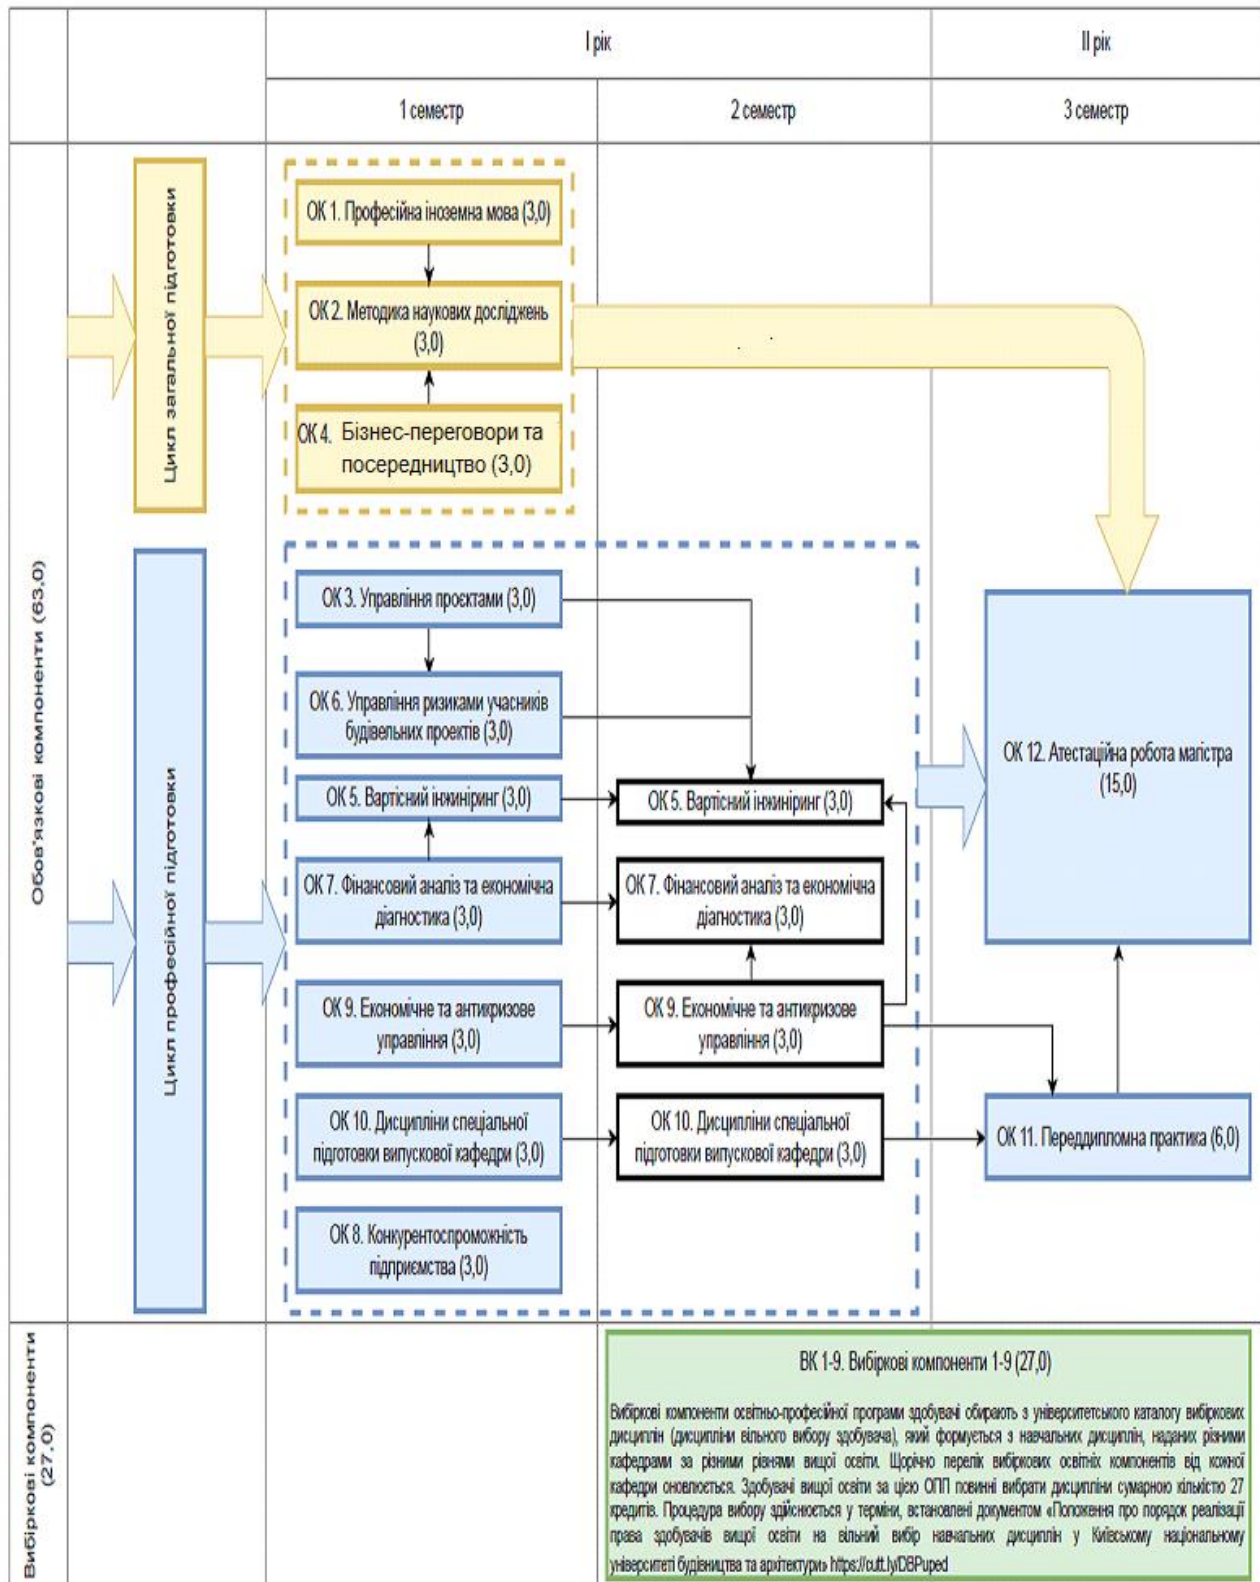 І рік
ІІ рік
1 семестр
2 семестр
3 семестр
Обов'язкові компоненти (63,0)
Цикл загальної підготовки
ОК 1. Професійна іноземна мова (3,0)
ОК 2. Методика наукових досліджень
(3,0)
ОК 4. Бізнес-переговори та
посередництво (3,0)
Цикл професійної підготовки
ОК 3. Управління проєктами (3,0)
ОК 6. Управління ризиками учасників
будівельних проектів (3,0)
ОК 5. Вартісний інжиніринг (3,0)
ОК 7. Фінансовий аналіз та економічна
діагностика (3,0)
ОК 9. Економічне та антикризове
управління (3,0)
ОК 10. Дисципліни спеціальної
підготовки випускової кафедри (3,0)
ОК 8. Конкурентоспроможність
підприємства (3,0)
ОК 5. Вартісний інжиніринг (3,0)
ОК 7. Фінансовий аналіз та економічна
діагностика (3,0)
ОК 9. Економічне та антикризове
управління (3,0)
ОК 10. Дисципліни спеціальної
підготовки випускової кафедри (3,0)
ОК 12. Атестаційна робота магістра
(15,0)
ОК 11. Переддипломна практика (6,0)
Вибіркові компоненти
(27,0)
ВК 1-9. Вибіркові компоненти 1-9 (27,0)
Вибіркові компоненти освітньо-професійної програми здобувачі обирають з університетського каталогу вибіркових
дисциплін (дисципліни вільного вибору здобувача), який формується з навчальних дисциплін, наданих різними
кафедрами за різними рівнями вищої освіти. Щорічно перелік вибіркових освітніх компонентів від кожної
кафедри оновлюється. Здобувачі вищої освіти за цією ОПП повинні вибрати дисципліни сумарною кількістю 27
кредитів. Процедура вибору здійснюється у терміни, встановлені документом «Положення про порядок реалізації
права здобувачів вищої освіти на вільний вибір навчальних дисциплін у Київському національному
університеті будівництва та архітектури» https://cutt.ly/DBPuped